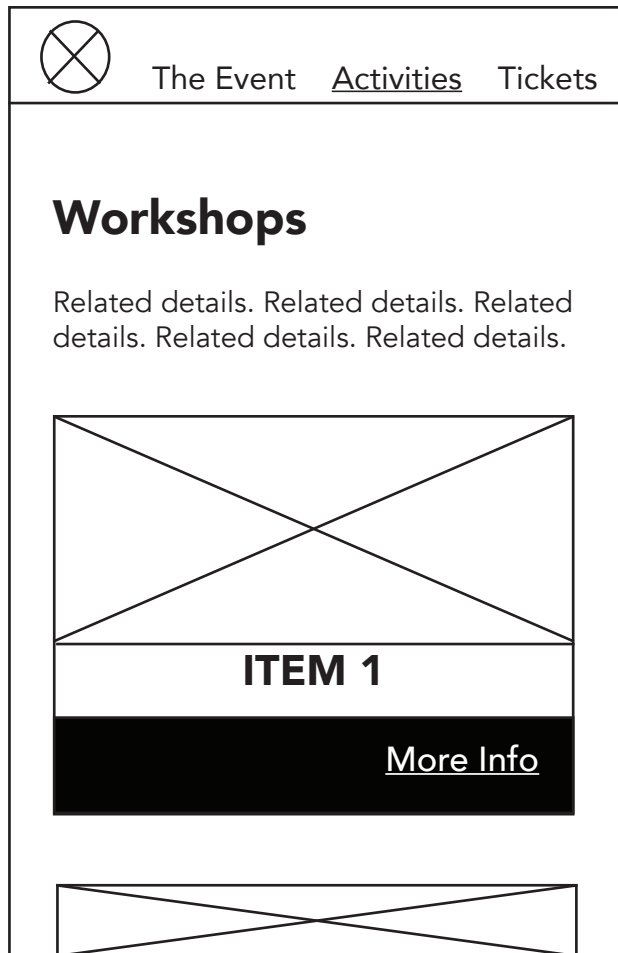 The Event Activities Tickets
Workshops
Related details. Related details. Related
details. Related details. Related details.
ITEM 1
More Info